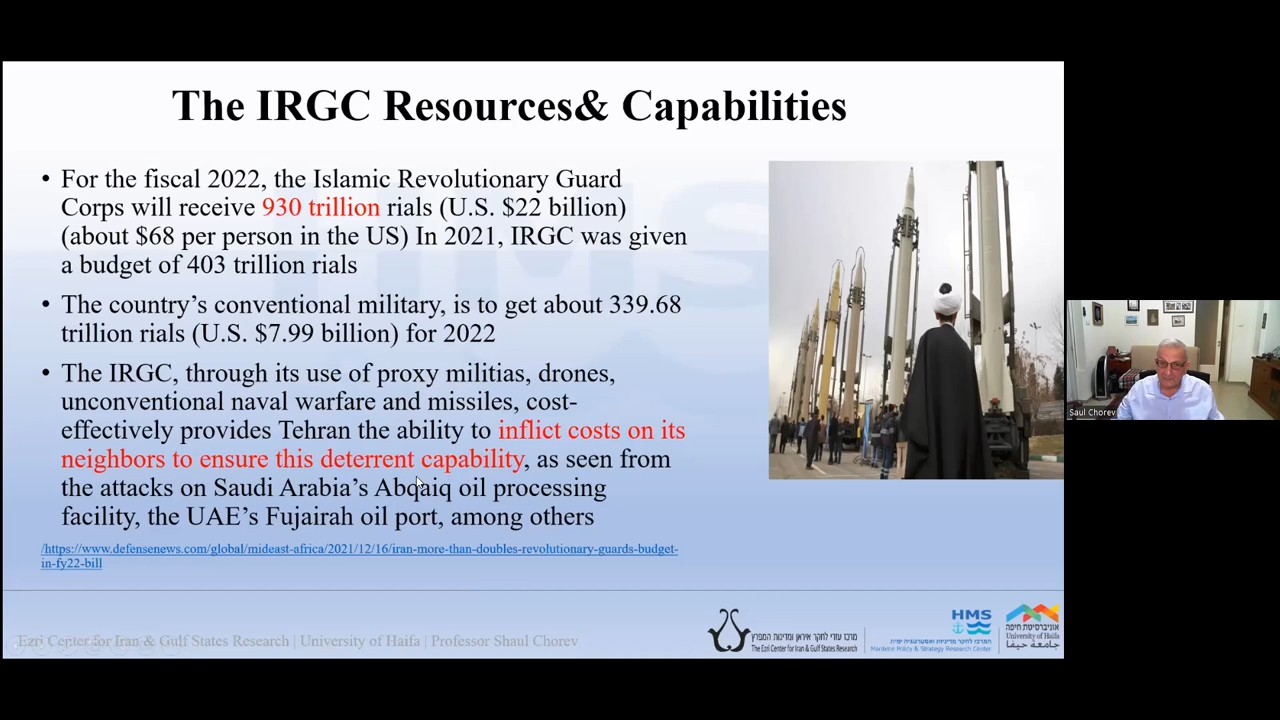 The IRGC Resources& Capabilities
• For the fiscal 2022, the Islamic Revolutionary Guard
Corps will receive 930 trillion rials (U.S. $22 billion)
(about $68 per person in the US) In 2021, IRGC was given
a budget of 403 trillion rials
• The country's conventional military, is to get about 339.68
trillion rials (U.S. $7.99 billion) for 2022
• The IRGC, through its use of proxy militias, drones,
unconventional naval warfare and missiles, cost-
effectively provides Tehran the ability to inflict costs on its
neighbors to ensure this deterrent capability, as seen from
the attacks on Saudi Arabia's Abqaiq oil processing
facility, the UAE's Fujairah oil port, among others
/https://www.defensenews.com/global/mideast-africa/2021/12/16/iran-more-than-doubles-revolutionary-guards-budget-
in-fy22-bill
Saul Chorev
Ezri Center for Iran & Gulf States Research | University of Haifa | Professor Shaul Chorev
מרכז עזרי לחקר איראן ומדינות המפרץ
The Ezri Center for Iran & Gulf States Research
HMS
המרכז לחקר מדיניות ואסטרטגיה ימית
Maritime Policy & Strategy Research Center
אוניברסיטת חיפה
University of Haifa
جامعة حيفا